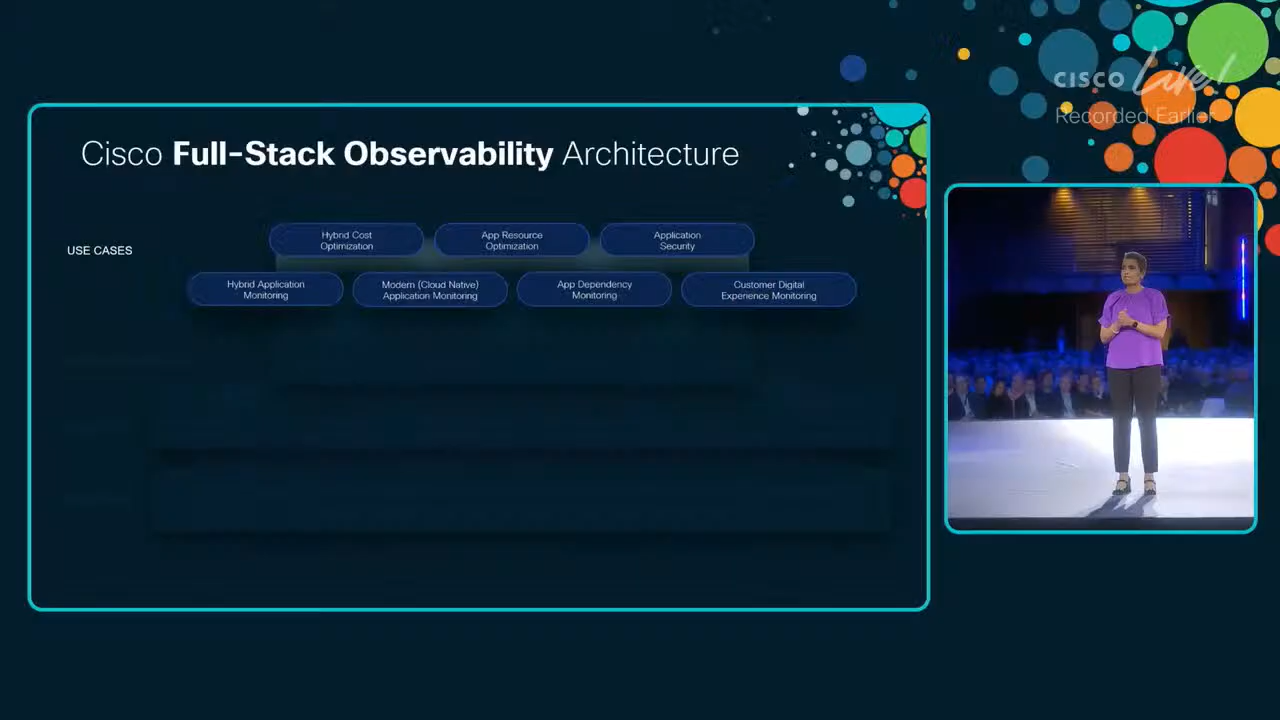 CISCO Live!
Recorded Earlier
Cisco Full-Stack Observability Architecture
USE CASES
Hybrid Cost
Optimization
App Resource
Optimization
Application
Security
Hybrid Application
Monitoring
Modern (Cloud Native)
Application Monitoring
App Dependency
Monitoring
Customer Digital
Experience Monitoring